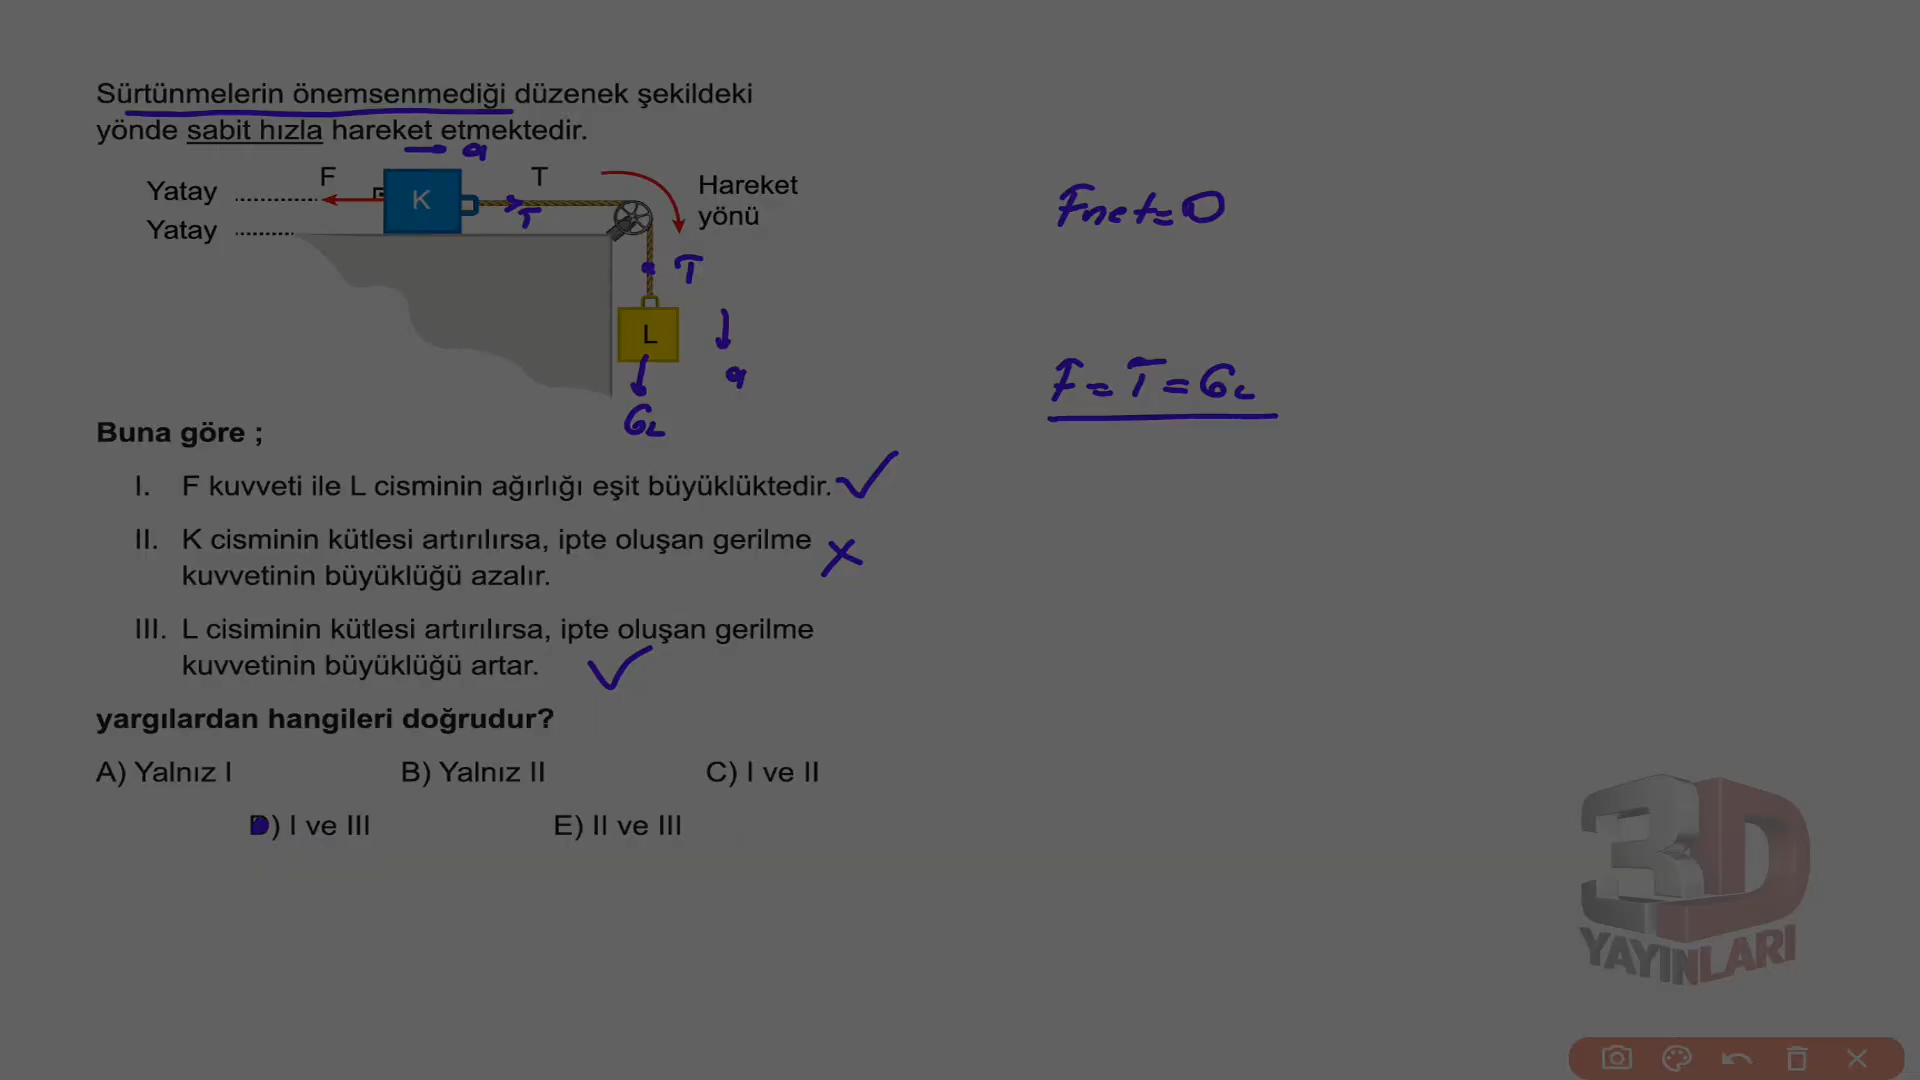 Sürtünmelerin önemsenmediği düzenek şekildeki
yönde sabit hızla hareket etmektedir.
a
Yatay F K T Hareket
yönü
T
Yatay
T
L
a
G_L
Fnet=0
F=T=G_L
Buna göre ;
I. F kuvveti ile L cisminin ağırlığı eşit büyüklüktedir.
II. K cisminin kütlesi artırılırsa, ipte oluşan gerilme
kuvvetinin büyüklüğü azalır.
III. L cisiminin kütlesi artırılırsa, ipte oluşan gerilme
kuvvetinin büyüklüğü artar.
yargılardan hangileri doğrudur?
A) Yalnız I B) Yalnız II C) I ve II
D) I ve III E) II ve III
3D
YAYINLARI